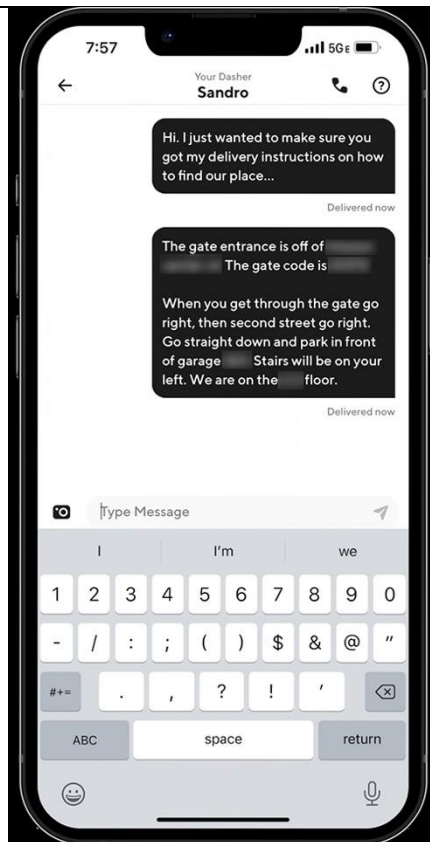 7:57
5GE
Your Dasher
Sandro
Hi. I just wanted to make sure you
got my delivery instructions on how
to find our place...
Delivered now
The gate entrance is off of
The gate code is
When you get through the gate go
right, then second street go right.
Go straight down and park in front
of garage Stairs will be on your
left. We are on the floor.
Delivered now
Type Message
I I'm we
1 2 3 4 5 6 7 8 9 0
- / : ; ( ) $ & @ "
#+= . , ? ! '
ABC space return